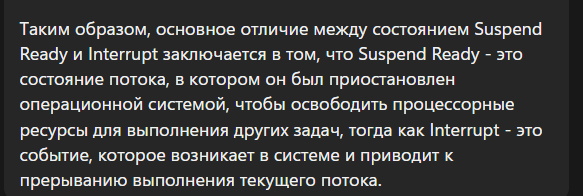 Таким образом, основное отличие между состоянием Suspend
Ready и Interrupt заключается в том, что Suspend Ready - это
состояние потока, в котором он был приостановлен
операционной системой, чтобы освободить процессорные
ресурсы для выполнения других задач, тогда как Interrupt - это
событие, которое возникает в системе и приводит к
прерыванию выполнения текущего потока.